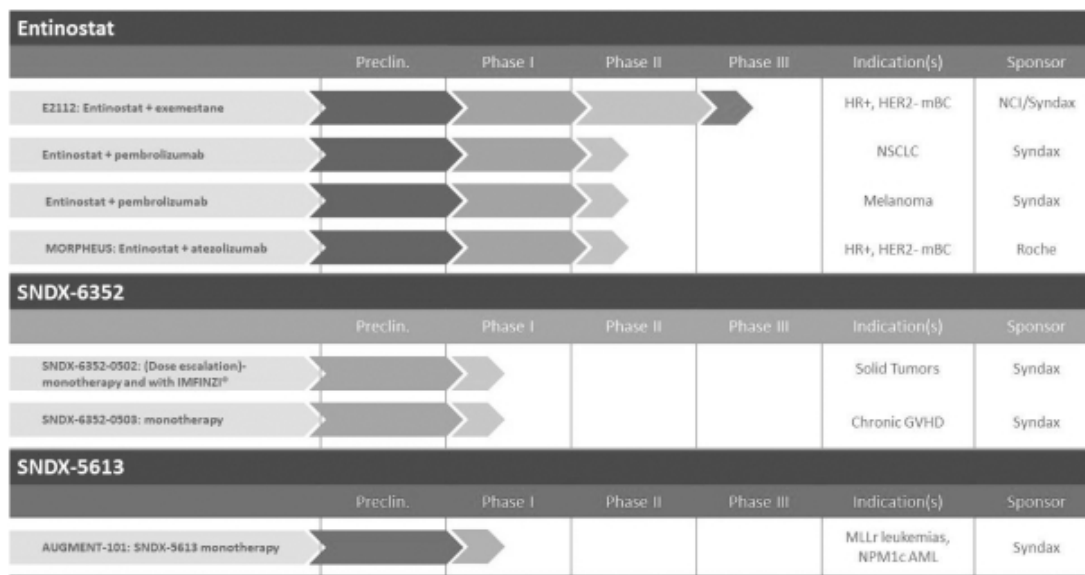 Entinostat
Preclin. Phase I Phase II Phase III Indication(s) Sponsor
E2112: Entinostat + exemestane HR+, HER2- mBC NCI/Syndax
Entinostat + pembrolizumab NSCLC Syndax
Entinostat + pembrolizumab Melanoma Syndax
MORPHEUS: Entinostat + atezolizumab HR+, HER2- mBC Roche
SNDX-6352
Preclin. Phase I Phase II Phase III Indication(s) Sponsor
SNDX-6352-0502: (Dose escalation)-
monotherapy and with IMFINZI® Solid Tumors Syndax
SNDX-6352-0503: monotherapy Chronic GVHD Syndax
SNDX-5613
Preclin. Phase I Phase II Phase III Indication(s) Sponsor
AUGMENT-101: SNDX-5613 monotherapy MLLr leukemias, Syndax
NPM1c AML